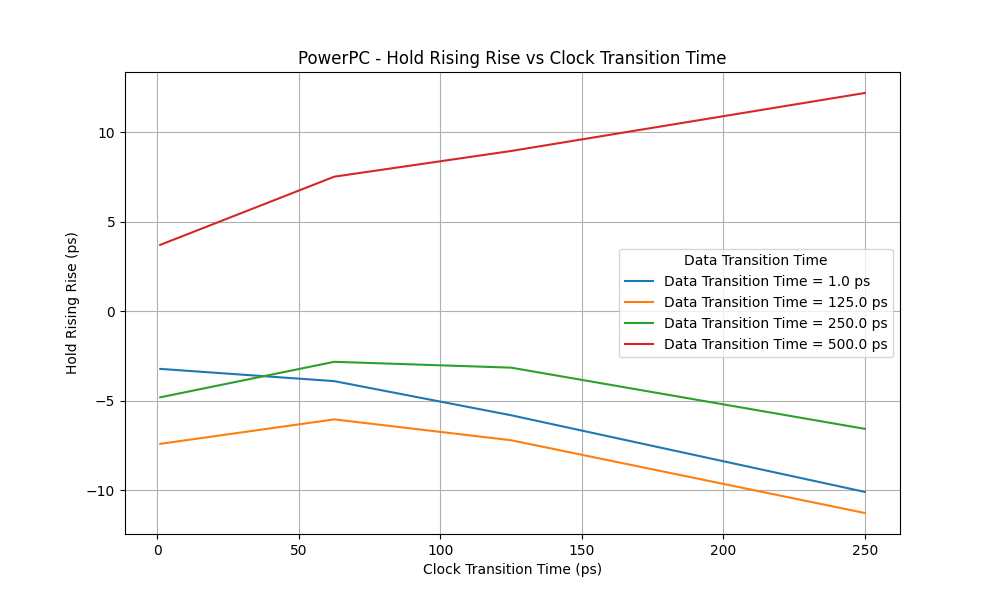 PowerPC - Hold Rising Rise vs Clock Transition Time
Hold Rising Rise (ps)
10
5
0
−5
−10
Data Transition Time
Data Transition Time = 1.0 ps
Data Transition Time = 125.0 ps
Data Transition Time = 250.0 ps
Data Transition Time = 500.0 ps
0
50
100
150
200
250
Clock Transition Time (ps)